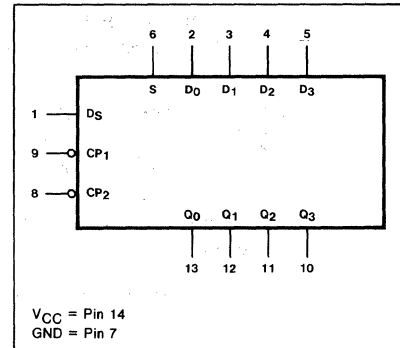 6 2 3 4 5
S D0 D1 D2 D3
1 DS
9 CP1
8 CP2
Q0 Q1 Q2 Q3
13 12 11 10
VCC = Pin 14
GND = Pin 7